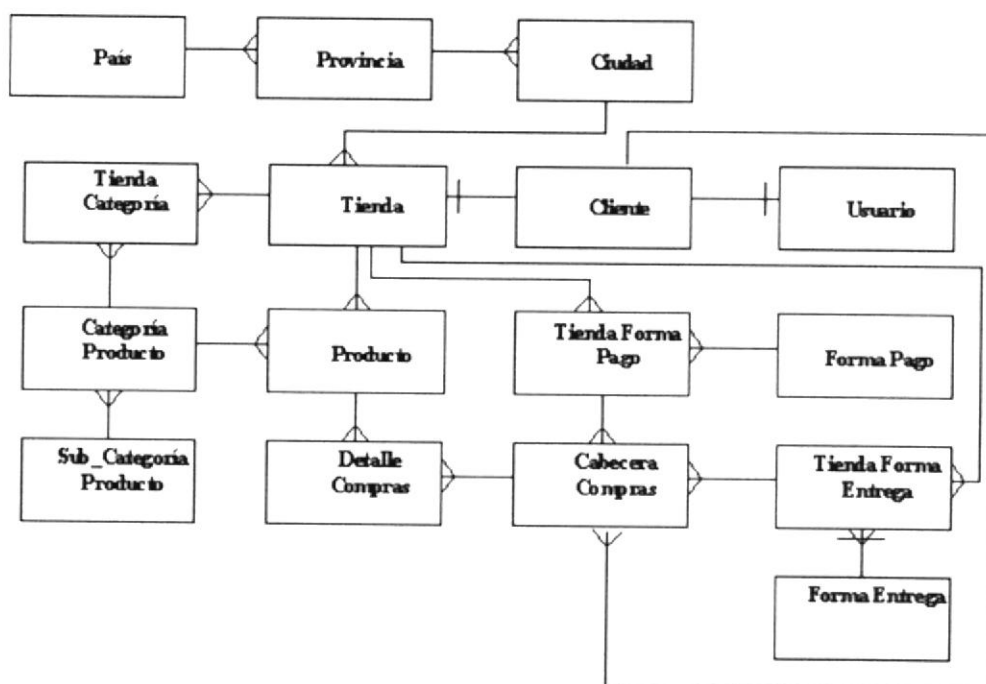 País
Provincia
Ciudad
Tienda
Categoría
Tienda
Cliente
Usuario
Categoría
Producto
Producto
Tienda Forma
Pago
Forma Pago
Sub_Categoría
Producto
Detalle
Compras
Cabecera
Compras
Tienda Forma
Entrega
Forma Entrega